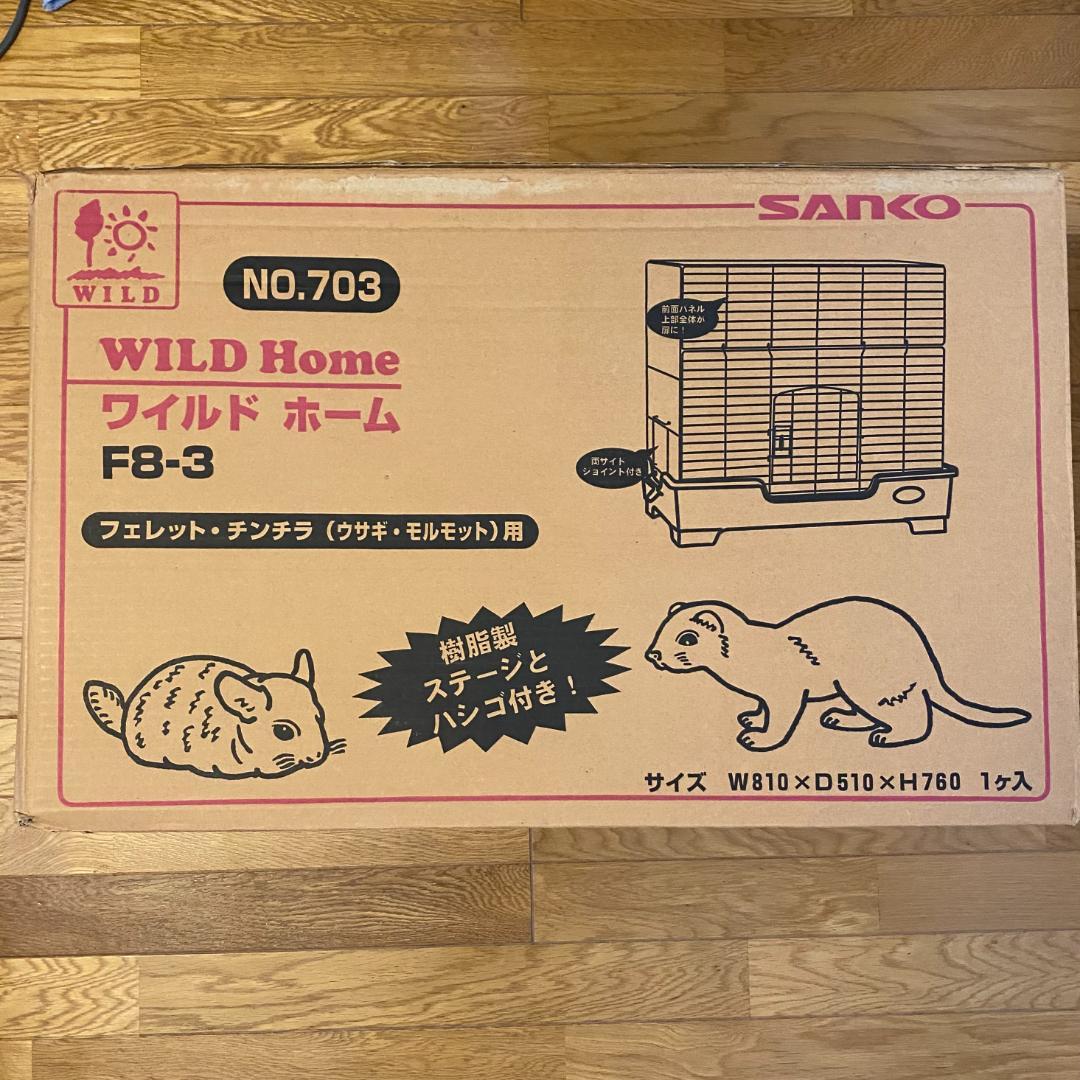 SANKO
WILD
NO.703
WILD Home
ワイルド ホーム
F8-3
フェレット・チンチラ（ウサギ・モルモット）用
前面パネル
上部全体が
扉に！
両サイド
ジョイント付き
樹脂製
ステージと
ハシゴ付き！
サイズ W810×D510×H760 1ヶ入